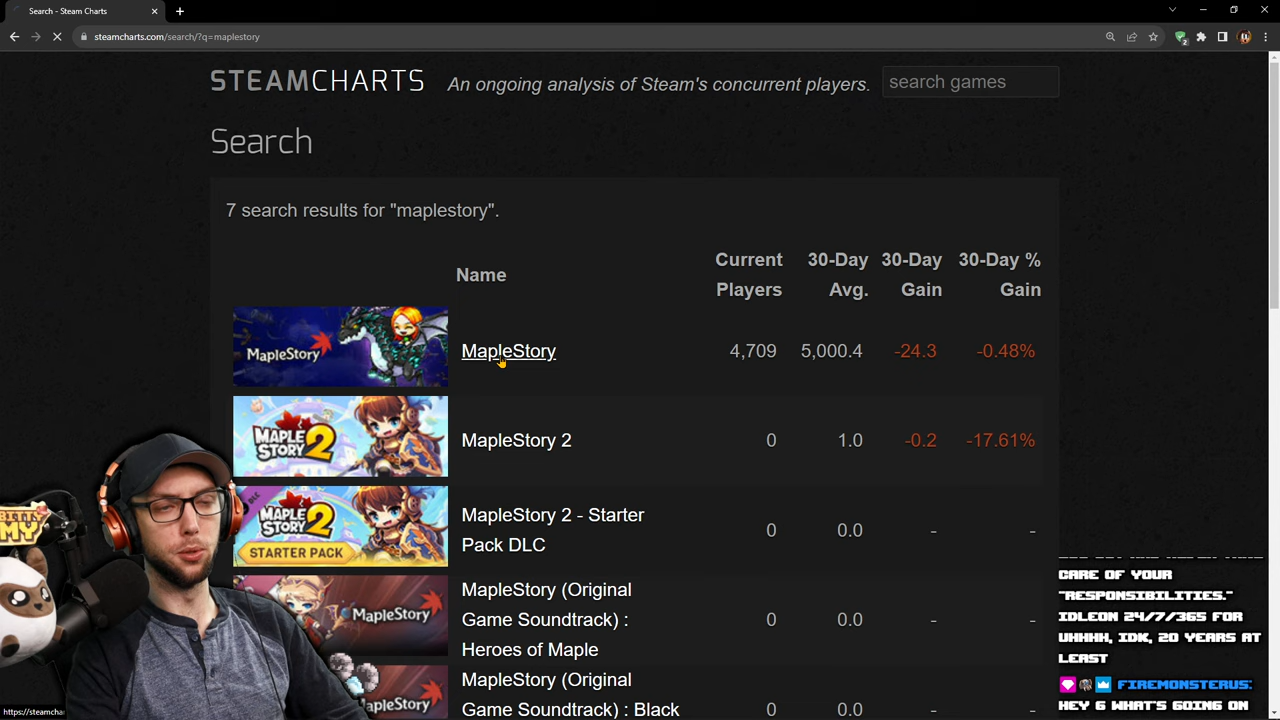 Search - Steam Charts
steamcharts.com/search/?q=maplestory
STEAMCHARTS An ongoing analysis of Steam's concurrent players. search games
Search
7 search results for "maplestory".
Name Current Players 30-Day Avg. 30-Day Gain 30-Day % Gain
MapleStory MapleStory 4,709 5,000.4 -24.3 -0.48%
MAPLE STORY 2 MapleStory 2 0 1.0 -0.2 -17.61%
DLC MAPLE STORY 2 STARTER PACK
MapleStory 2 - Starter
Pack DLC 0 0.0 - -
MapleStory
MapleStory (Original
Game Soundtrack) :
Heroes of Maple 0 0.0 - -
MapleStory
MapleStory (Original
Game Soundtrack) : Black 0 0.0 - -
BITTY
MY
CARE OF YOUR
"RESPONSIBILITIES."
IDLEON 24/7/365 FOR
UHHHH, IDK, 20 YEARS AT
LEAST
FIREMONSTERUS:
HEY 6 WHAT'S GOING ON
https://steamchar